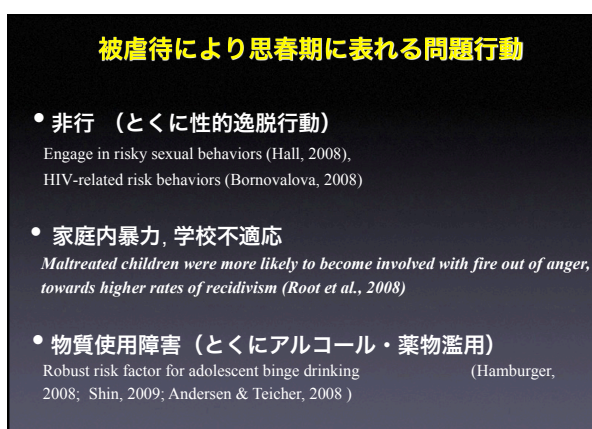 被虐待により思春期に表れる問題行動
• 非行 （とくに性的逸脱行動）
Engage in risky sexual behaviors (Hall, 2008),
HIV-related risk behaviors (Bornovalova, 2008)
• 家庭内暴力, 学校不適応
Maltreated children were more likely to become involved with fire out of anger,
towards higher rates of recidivism (Root et al., 2008)
• 物質使用障害（とくにアルコール・薬物濫用）
Robust risk factor for adolescent binge drinking (Hamburger,
2008; Shin, 2009; Andersen & Teicher, 2008 )